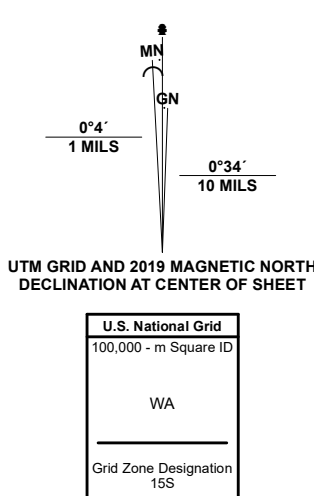 MN
GN
0°4´
1 MILS
0°34´
10 MILS
UTM GRID AND 2019 MAGNETIC NORTH
DECLINATION AT CENTER OF SHEET
U.S. National Grid
100,000 - m Square ID
WA
Grid Zone Designation
15S